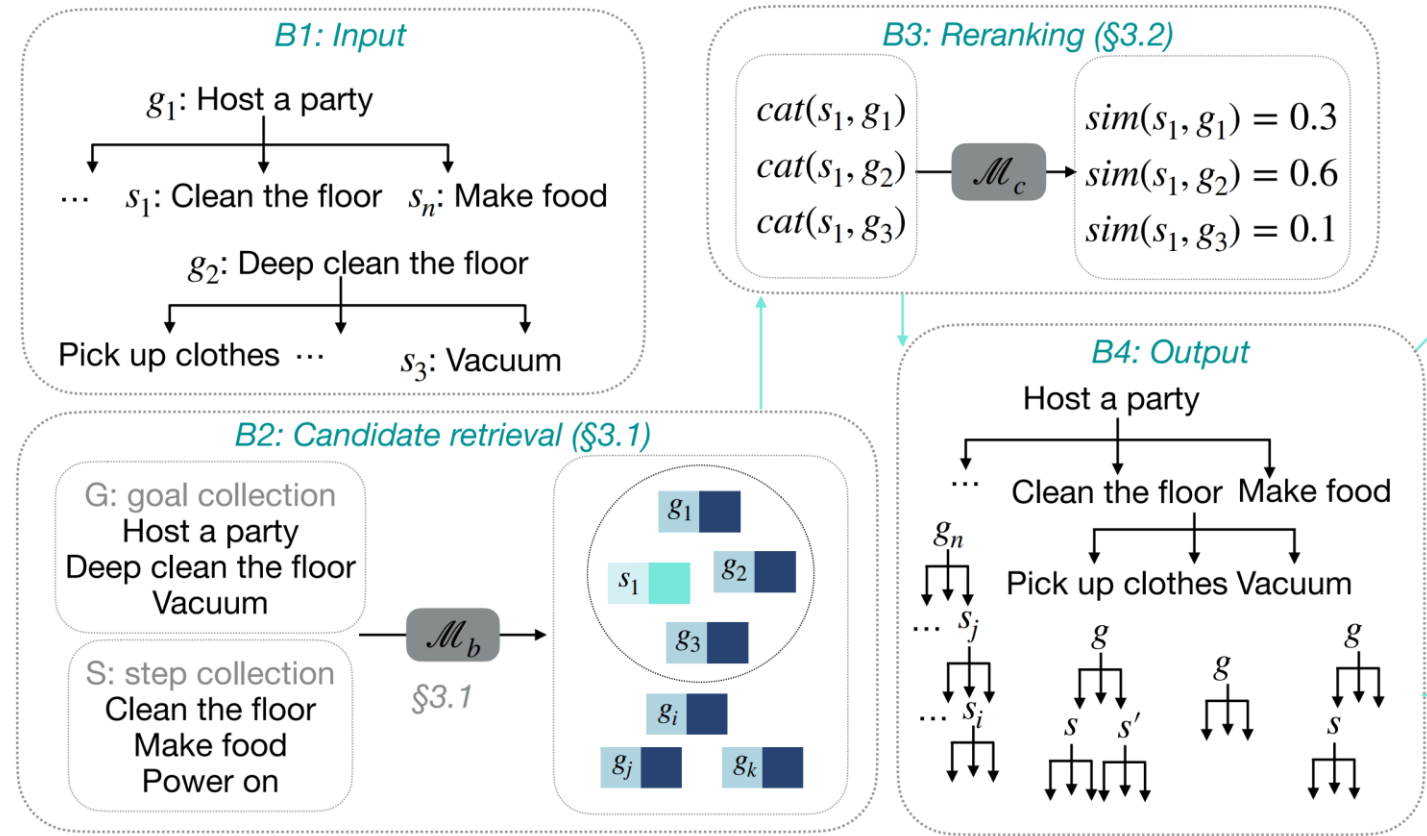 B1: Input
g₁: Host a party
... s₁: Clean the floor sₙ: Make food
g₂: Deep clean the floor
Pick up clothes ... s₃: Vacuum
B2: Candidate retrieval (§3.1)
G: goal collection
Host a party
Deep clean the floor
Vacuum
S: step collection
Clean the floor
Make food
Power on
ℳ_b
§3.1
g₁
s₁ g₂
g₃
gᵢ
gⱼ gₖ
B3: Reranking (§3.2)
cat(s₁, g₁)
cat(s₁, g₂)
cat(s₁, g₃)
ℳ_c
sim(s₁, g₁) = 0.3
sim(s₁, g₂) = 0.6
sim(s₁, g₃) = 0.1
B4: Output
Host a party
... Clean the floor Make food
Pick up clothes Vacuum
gₙ
... sⱼ
... sᵢ
g
s s′
g
g
s